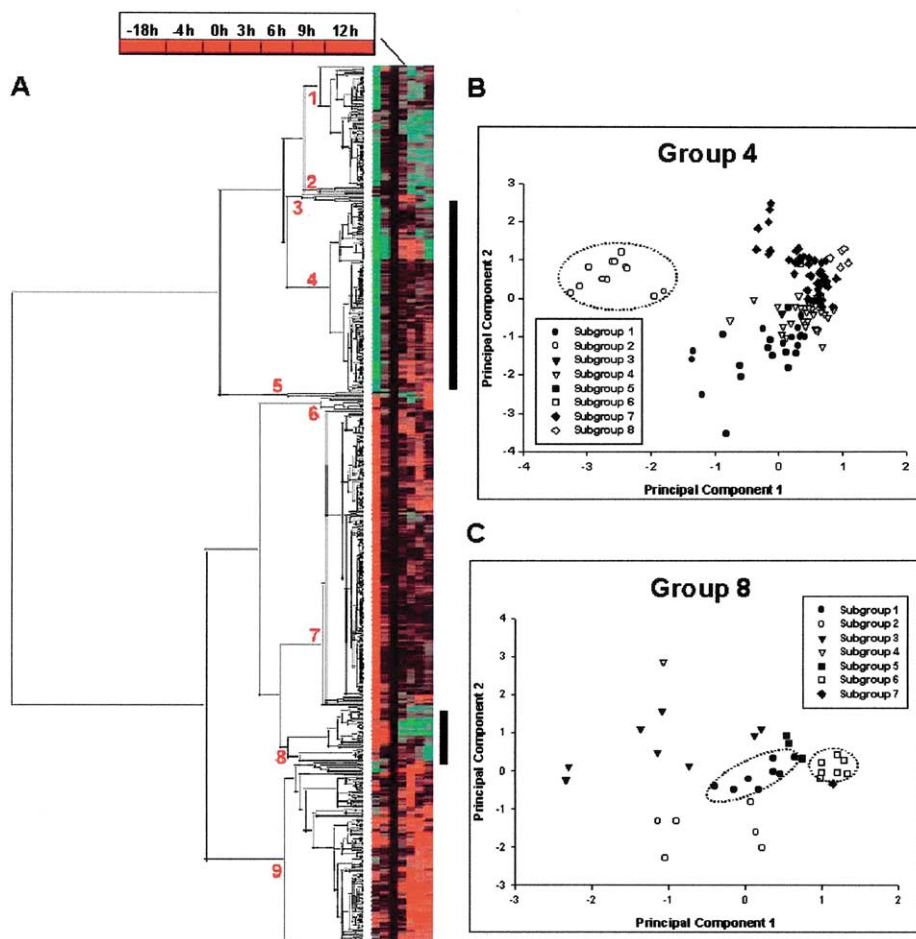 -18h -4h 0h 3h 6h 9h 12h
A
1
2
3
4
5
6
7
8
9
B
Group 4
3
2
1
0
-1
-2
-3
-4
Principal Component 2
Subgroup 1
Subgroup 2
Subgroup 3
Subgroup 4
Subgroup 5
Subgroup 6
Subgroup 7
Subgroup 8
-4 -3 -2 -1 0 1 2
Principal Component 1
C
Group 8
4
3
2
1
0
-1
-2
-3
Principal Component 2
Subgroup 1
Subgroup 2
Subgroup 3
Subgroup 4
Subgroup 5
Subgroup 6
Subgroup 7
-3 -2 -1 0 1 2
Principal Component 1